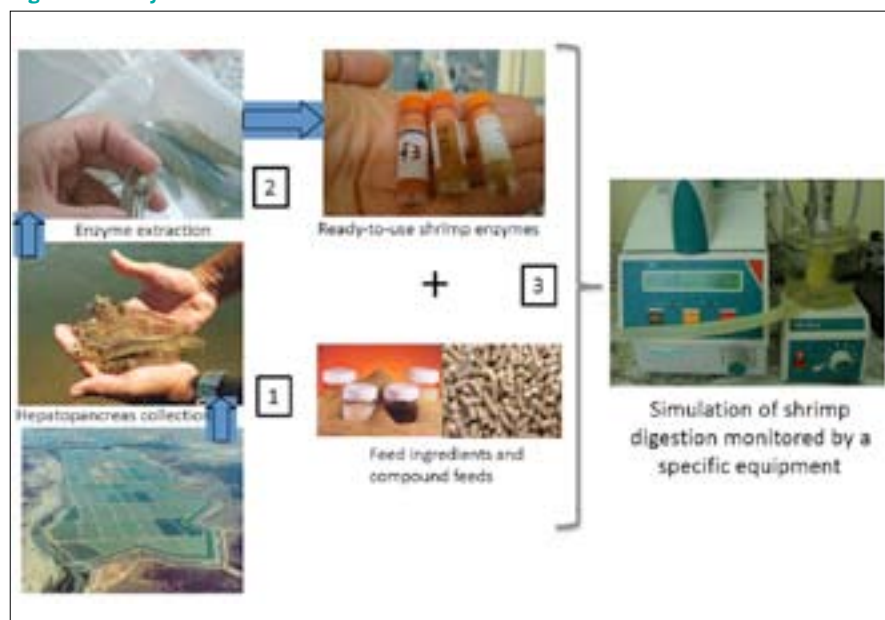 2
Enzyme extraction
Ready-to-use shrimp enzymes
+
3
Hepatopancreas collection
1
Feed ingredients and
compound feeds
Simulation of shrimp
digestion monitored by a
specific equipment